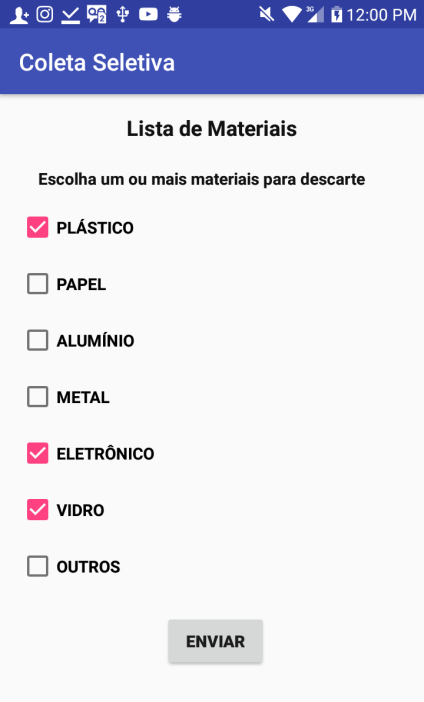 3G 12:00 PM
Coleta Seletiva
Lista de Materiais
Escolha um ou mais materiais para descarte
PLÁSTICO
PAPEL
ALUMÍNIO
METAL
ELETRÔNICO
VIDRO
OUTROS
ENVIAR